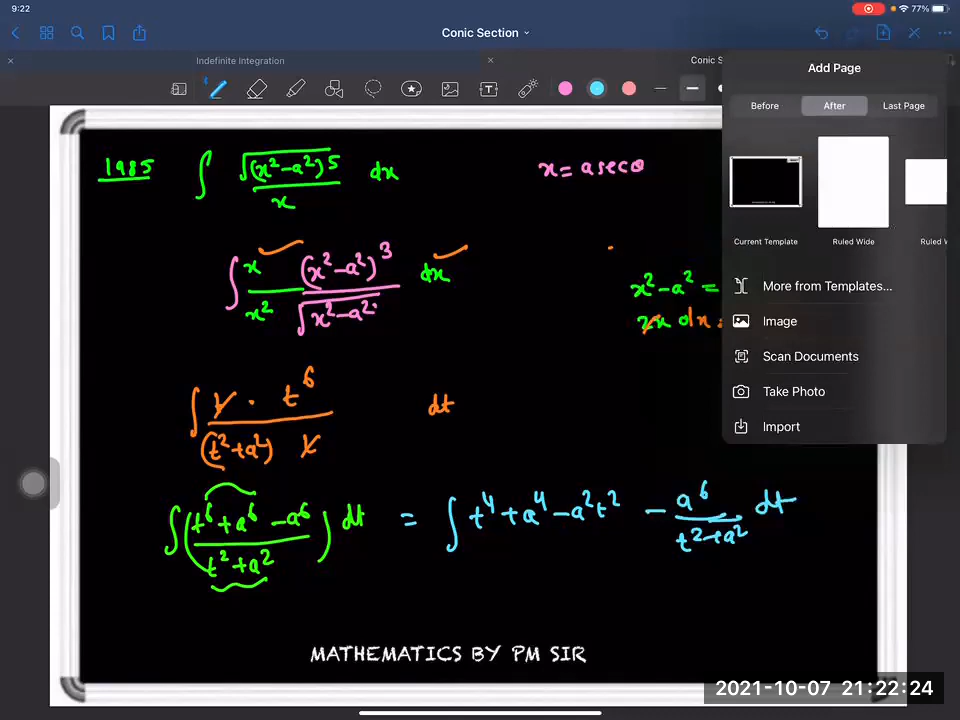 9:22
77%
Conic Section
Indefinite Integration
Conic S
1985 ∫ √(x²-a²)⁵ / x dx
x = a secθ
∫ x (x²-a²)³ / x² √(x²-a²) dx
x²-a² =
2x dx =
∫ t · t⁶ / (t²+a²) t dt
∫ ( t⁶+a⁶-a⁶ / t²+a² ) dt = ∫ t⁴+a⁴-a²t² - a⁶ / t²+a² dt
MATHEMATICS BY PM SIR
Add Page
Before After Last Page
Current Template Ruled Wide Ruled
More from Templates...
Image
Scan Documents
Take Photo
Import
2021-10-07 21:22:24